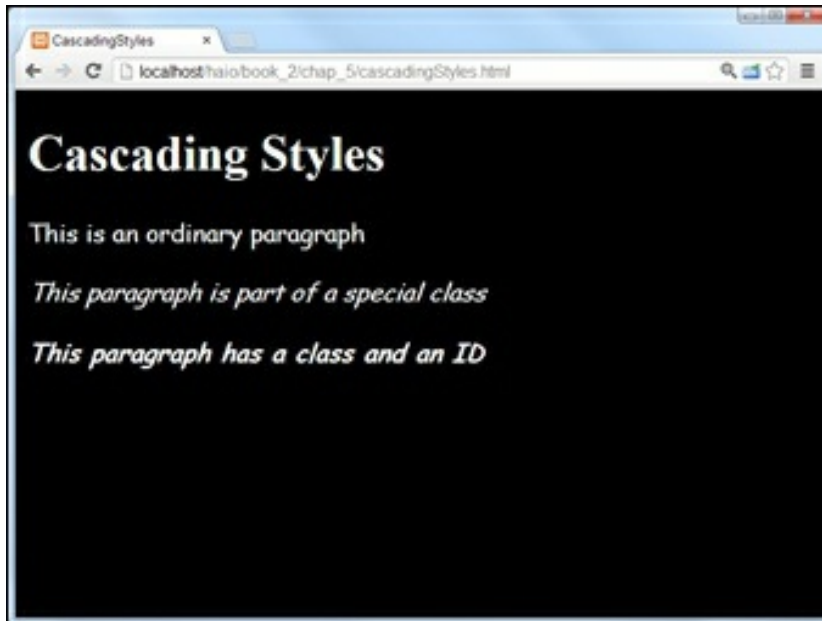 CascadingStyles
localhost/haio/book_2/chap_5/cascadingStyles.html
Cascading Styles
This is an ordinary paragraph
This paragraph is part of a special class
This paragraph has a class and an ID